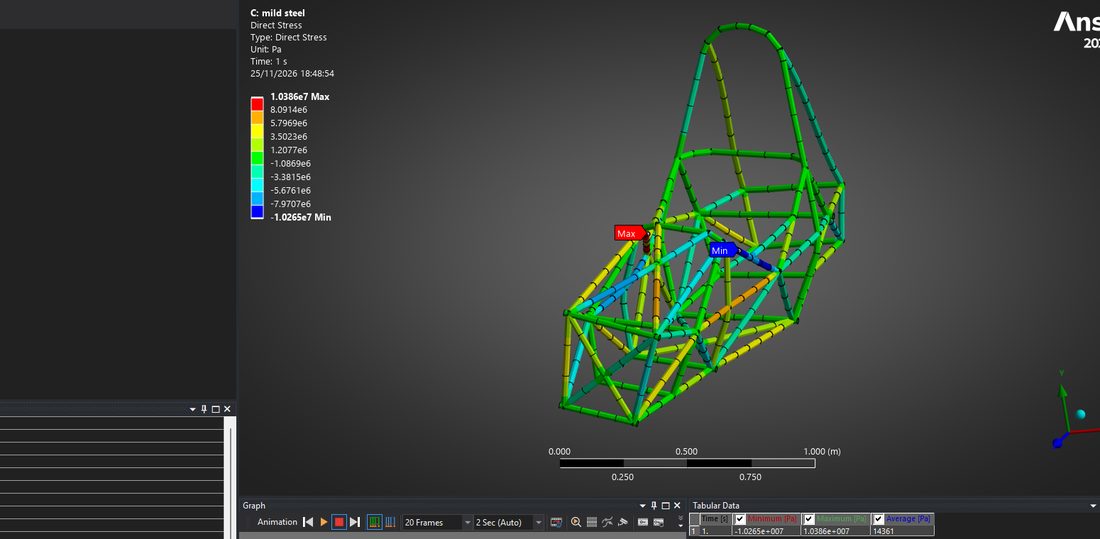 C: mild steel
Direct Stress
Type: Direct Stress
Unit: Pa
Time: 1 s
25/11/2026 18:48:54
1.0386e7 Max
8.0914e6
5.7969e6
3.5023e6
1.2077e6
-1.0869e6
-3.3815e6
-5.6761e6
-7.9707e6
-1.0265e7 Min
Ans
202
Max
Min
Y
0.000 0.500 1.000 (m)
0.250 0.750
Graph
Animation 20 Frames 2 Sec (Auto)
Tabular Data
Time [s] Minimum [Pa] Maximum [Pa] Average [Pa]
1 1. -1.0265e+007 1.0386e+007 14361